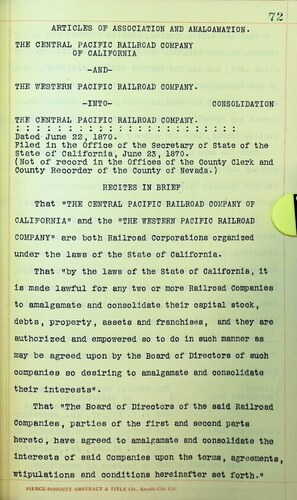 72
ARTICLES OF ASSOCIATION AND AMALGAMATION.
THE CENTRAL PACIFIC RAILROAD COMPANY
OF CALIFORNIA
-AND-
THE WESTERN PACIFIC RAILROAD COMPANY.
-INTO- CONSOLIDATION
THE CENTRAL PACIFIC RAILROAD COMPANY.
: : : : : : : : : : : : : : : : : : : : : : :
Dated June 22, 1870.
Filed in the Office of the Secretary of State of the
State of California, June 23, 1870.
(Not of record in the Offices of the County Clerk and
County Recorder of the County of Nevada.)
RECITES IN BRIEF
That "THE CENTRAL PACIFIC RAILROAD COMPANY OF
CALIFORNIA" and the "THE WESTERN PACIFIC RAILROAD
COMPANY" are both Railroad Corporations organized
under the laws of the State of California.
That "by the laws of the State of California, it
is made lawful for any two or more Railroad Companies
to amalgamate and consolidate their capital stock,
debts, property, assets and franchises, and they are
authorized and empowered so to do in such manner as
may be agreed upon by the Board of Directors of such
companies so desiring to amalgamate and consolidate
their interests".
That "The Board of Directors of the said Railroad
Companies, parties of the first and second parts
hereto, have agreed to amalgamate and consolidate the
interests of said Companies upon the terms, agreements,
wtipulations and conditions hereinafter set forth."
PIERCE-BOSQUIT ABSTRACT & TITLE CO., Nevada City, Cal.